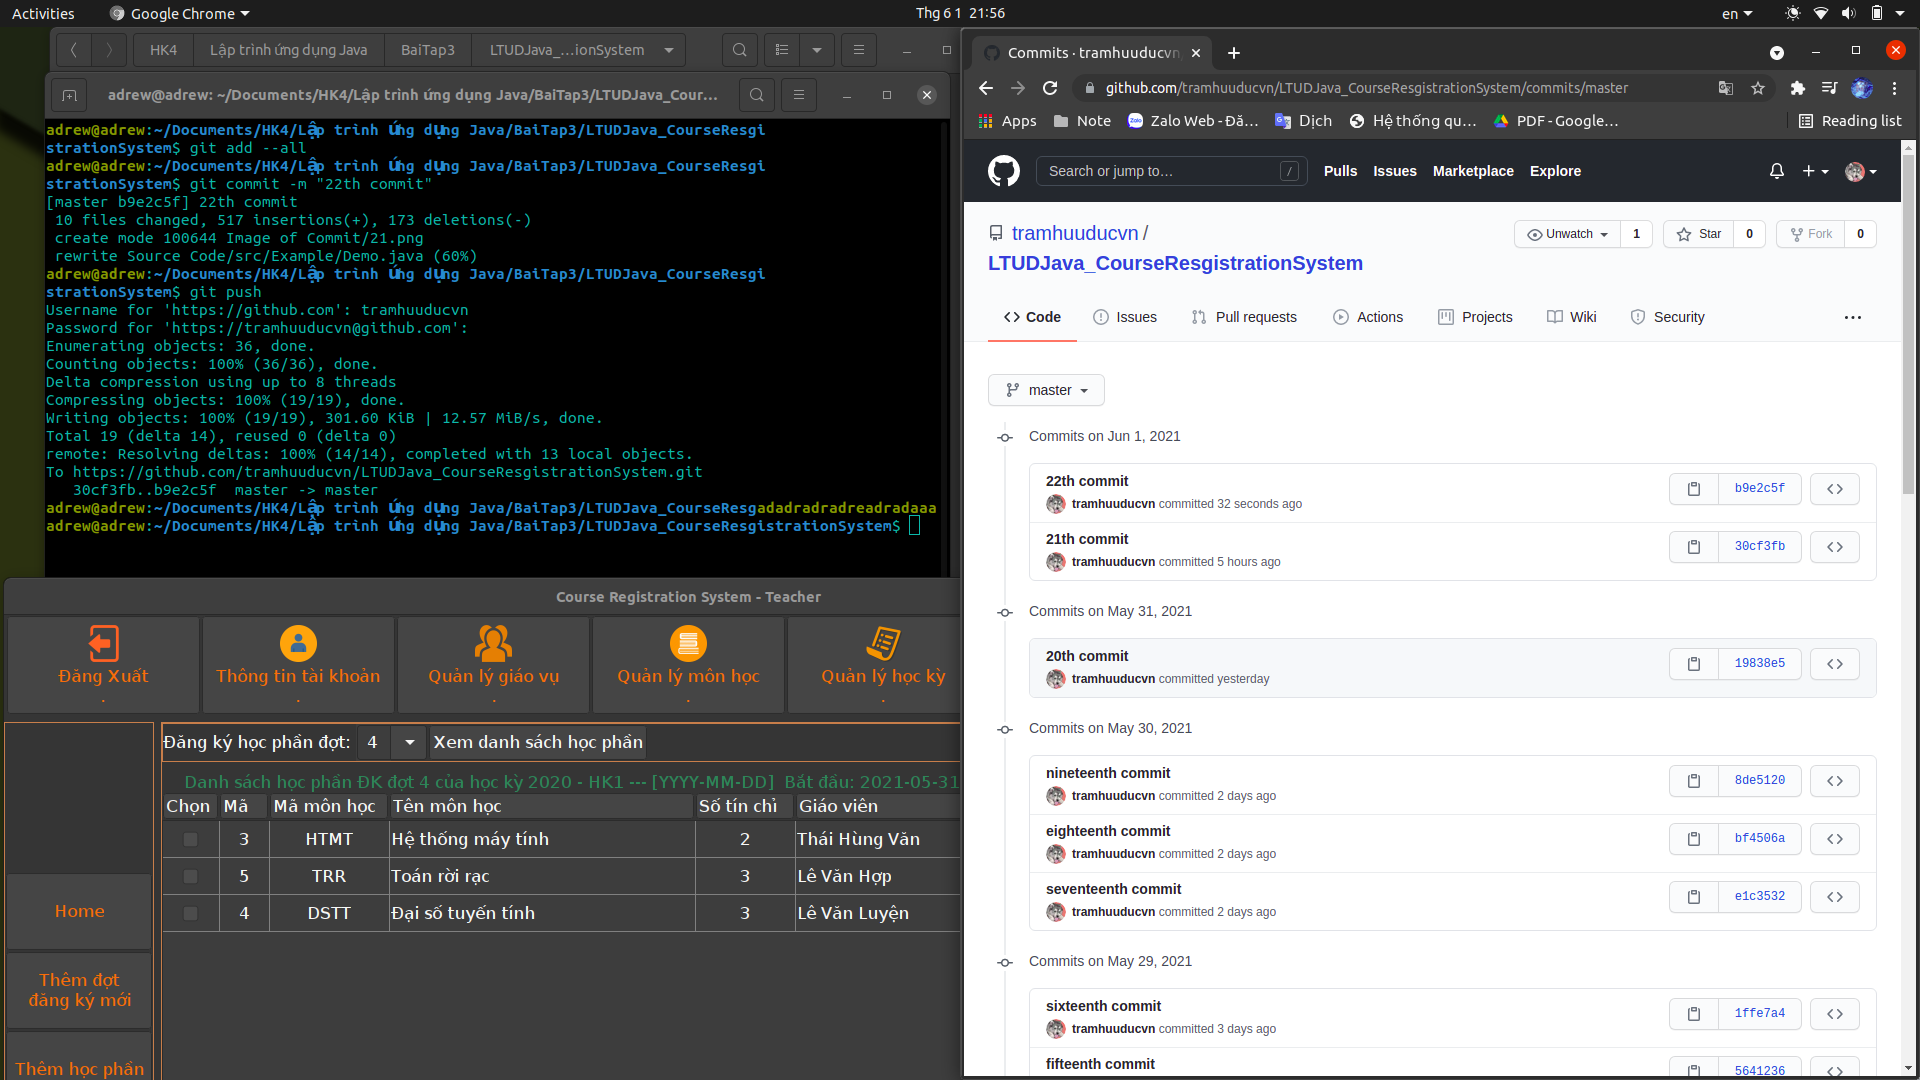 Activities
Google Chrome
Thg 6 1 21:56
en
HK4
Lập trình ứng dụng Java
BaiTap3
LTUDJava_...ionSystem
adrew@adrew: ~/Documents/HK4/Lập trình ứng dụng Java/BaiTap3/LTUDJava_Cour...
adrew@adrew:~/Documents/HK4/Lập trình ứng dụng Java/BaiTap3/LTUDJava_CourseResgi
strationSystem$ git add --all
adrew@adrew:~/Documents/HK4/Lập trình ứng dụng Java/BaiTap3/LTUDJava_CourseResgi
strationSystem$ git commit -m "22th commit"
[master b9e2c5f] 22th commit
10 files changed, 517 insertions(+), 173 deletions(-)
create mode 100644 Image of Commit/21.png
rewrite Source Code/src/Example/Demo.java (60%)
adrew@adrew:~/Documents/HK4/Lập trình ứng dụng Java/BaiTap3/LTUDJava_CourseResgi
strationSystem$ git push
Username for 'https://github.com': tramhuuducvn
Password for 'https://tramhuuducvn@github.com':
Enumerating objects: 36, done.
Counting objects: 100% (36/36), done.
Delta compression using up to 8 threads
Compressing objects: 100% (19/19), done.
Writing objects: 100% (19/19), 301.60 KiB | 12.57 MiB/s, done.
Total 19 (delta 14), reused 0 (delta 0)
remote: Resolving deltas: 100% (14/14), completed with 13 local objects.
To https://github.com/tramhuuducvn/LTUDJava_CourseResgistrationSystem.git
30cf3fb..b9e2c5f master -> master
adrew@adrew:~/Documents/HK4/Lập trình ứng dụng Java/BaiTap3/LTUDJava_CourseResgadadradradreadradaaa
adrew@adrew:~/Documents/HK4/Lập trình ứng dụng Java/BaiTap3/LTUDJava_CourseResgistrationSystem$
Course Registration System - Teacher
Đăng Xuất
.
Thông tin tài khoản
.
Quản lý giáo vụ
.
Quản lý môn học
.
Quản lý học kỳ
.
Home
Thêm đợt
đăng ký mới
Thêm học phần
Đăng ký học phần đợt: 4 Xem danh sách học phần
Danh sách học phần ĐK đợt 4 của học kỳ 2020 - HK1 --- [YYYY-MM-DD] Bắt đầu: 2021-05-31
Chọn Mã Mã môn học Tên môn học Số tín chỉ Giáo viên
3 HTMT Hệ thống máy tính 2 Thái Hùng Văn
5 TRR Toán rời rạc 3 Lê Văn Hợp
4 DSTT Đại số tuyến tính 3 Lê Văn Luyện
Commits · tramhuuducvn
github.com/tramhuuducvn/LTUDJava_CourseResgistrationSystem/commits/master
Apps Note Zalo Web - Đă... Dịch Hệ thống qu... PDF - Google... Reading list
Search or jump to... /
Pulls Issues Marketplace Explore
tramhuuducvn /
LTUDJava_CourseResgistrationSystem
Unwatch 1 Star 0 Fork 0
Code Issues Pull requests Actions Projects Wiki Security
master
Commits on Jun 1, 2021
22th commit
tramhuuducvn committed 32 seconds ago
b9e2c5f
21th commit
tramhuuducvn committed 5 hours ago
30cf3fb
Commits on May 31, 2021
20th commit
tramhuuducvn committed yesterday
19838e5
Commits on May 30, 2021
nineteenth commit
tramhuuducvn committed 2 days ago
8de5120
eighteenth commit
tramhuuducvn committed 2 days ago
bf4506a
seventeenth commit
tramhuuducvn committed 2 days ago
e1c3532
Commits on May 29, 2021
sixteenth commit
tramhuuducvn committed 3 days ago
1ffe7a4
fifteenth commit
5641236